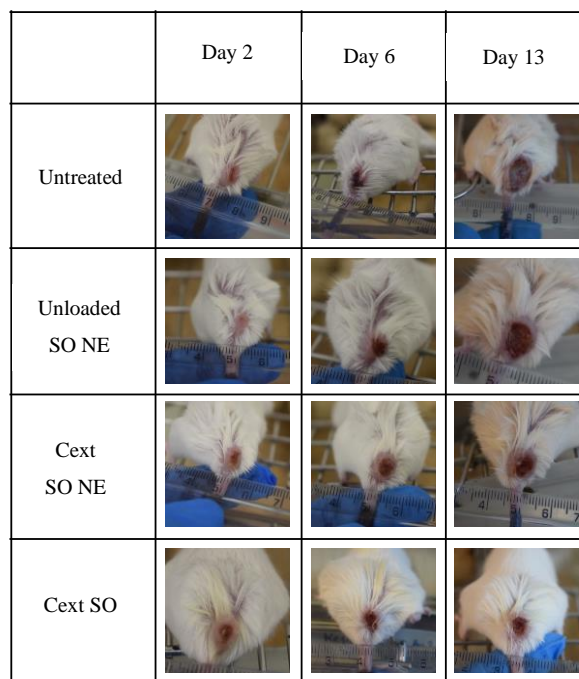 Day 2 Day 6 Day 13
Untreated
Unloaded
SO NE
Cext
SO NE
Cext SO